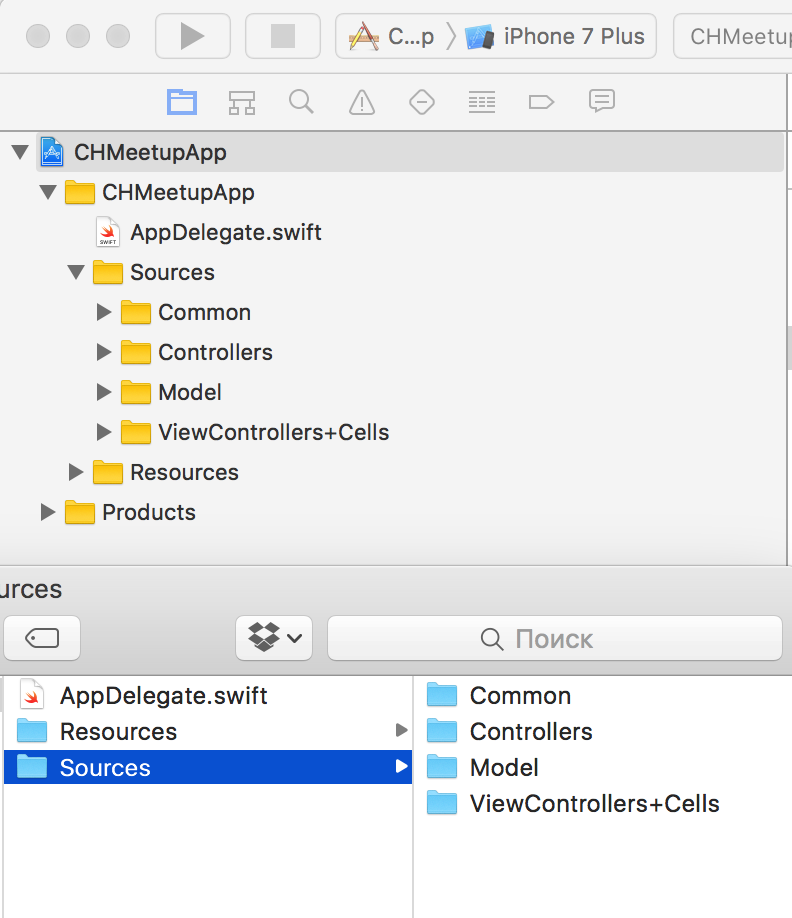 C...p iPhone 7 Plus CHMeetup
CHMeetupApp
CHMeetupApp
SWIFT AppDelegate.swift
Sources
Common
Controllers
Model
ViewControllers+Cells
Resources
Products
urces
Поиск
AppDelegate.swift
Resources
Sources
Common
Controllers
Model
ViewControllers+Cells